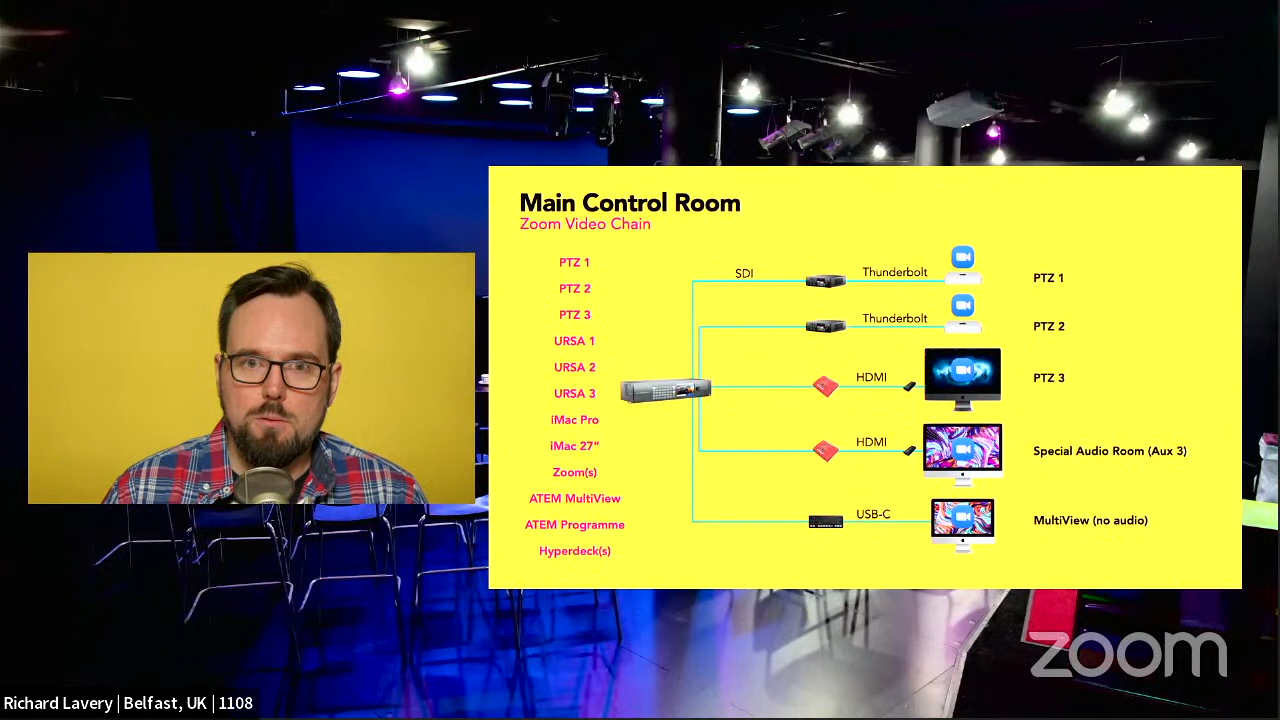 Main Control Room
Zoom Video Chain
PTZ 1
PTZ 2
PTZ 3
URSA 1
URSA 2
URSA 3
iMac Pro
iMac 27”
Zoom(s)
ATEM MultiView
ATEM Programme
Hyperdeck(s)
SDI
Thunderbolt
PTZ 1
Thunderbolt
PTZ 2
HDMI
PTZ 3
HDMI
Special Audio Room (Aux 3)
USB-C
MultiView (no audio)
zoom
Richard Lavery | Belfast, UK | 1108